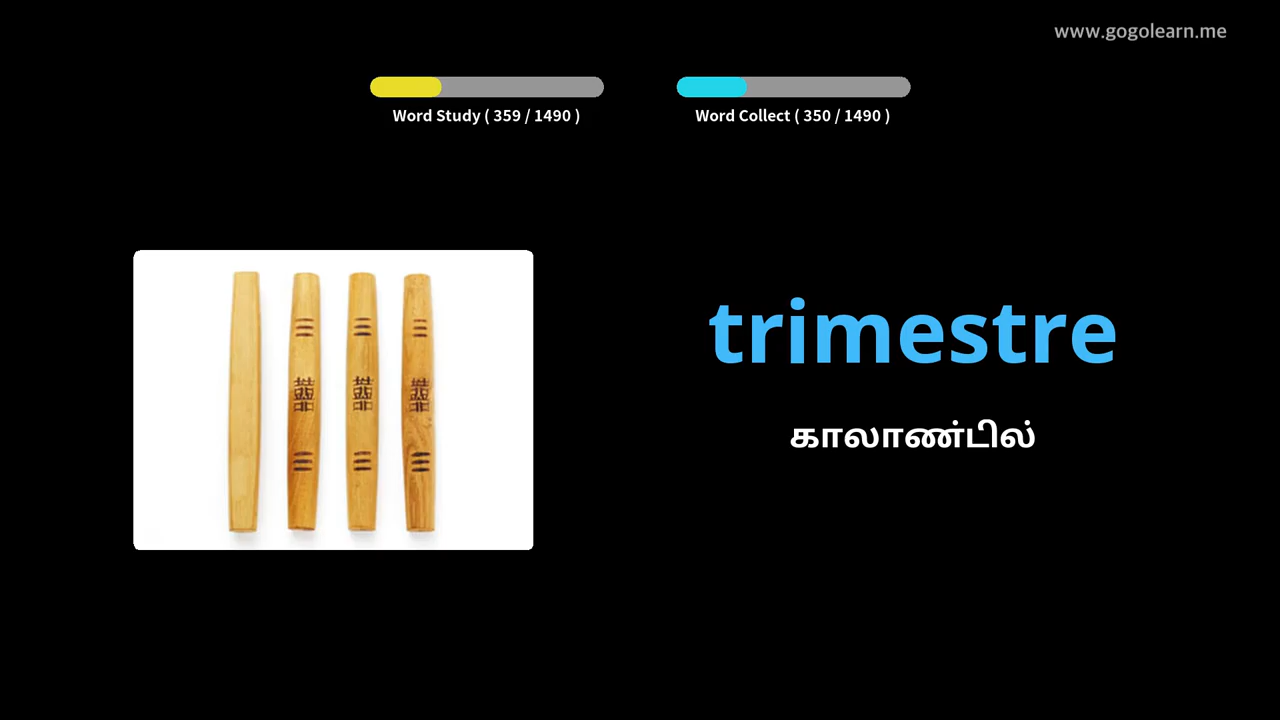 www.gogolearn.me
Word Study ( 359 / 1490 )
Word Collect ( 350 / 1490 )
trimestre
காலாண்டில்